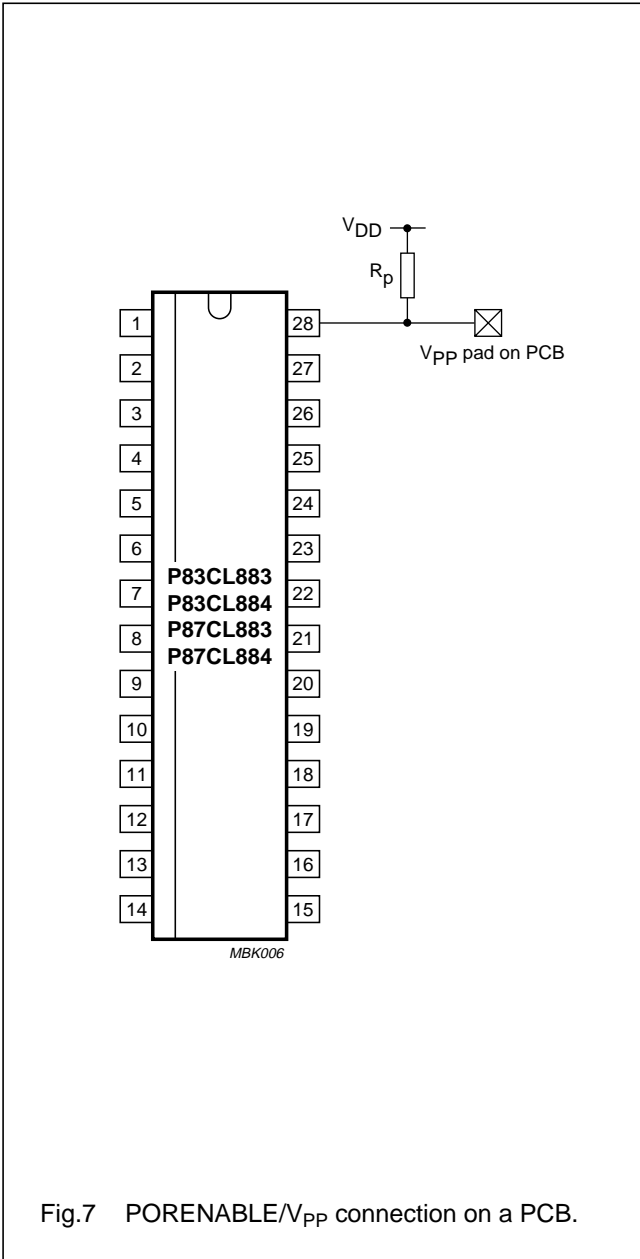 VDD
Rp
1 28
VPP pad on PCB
2 27
3 26
4 25
5 24
6 23
P83CL883
7 22
P83CL884
P87CL883
8 21
P87CL884
9 20
10 19
11 18
12 17
13 16
14 15
MBK006
Fig.7 PORENABLE/VPP connection on a PCB.